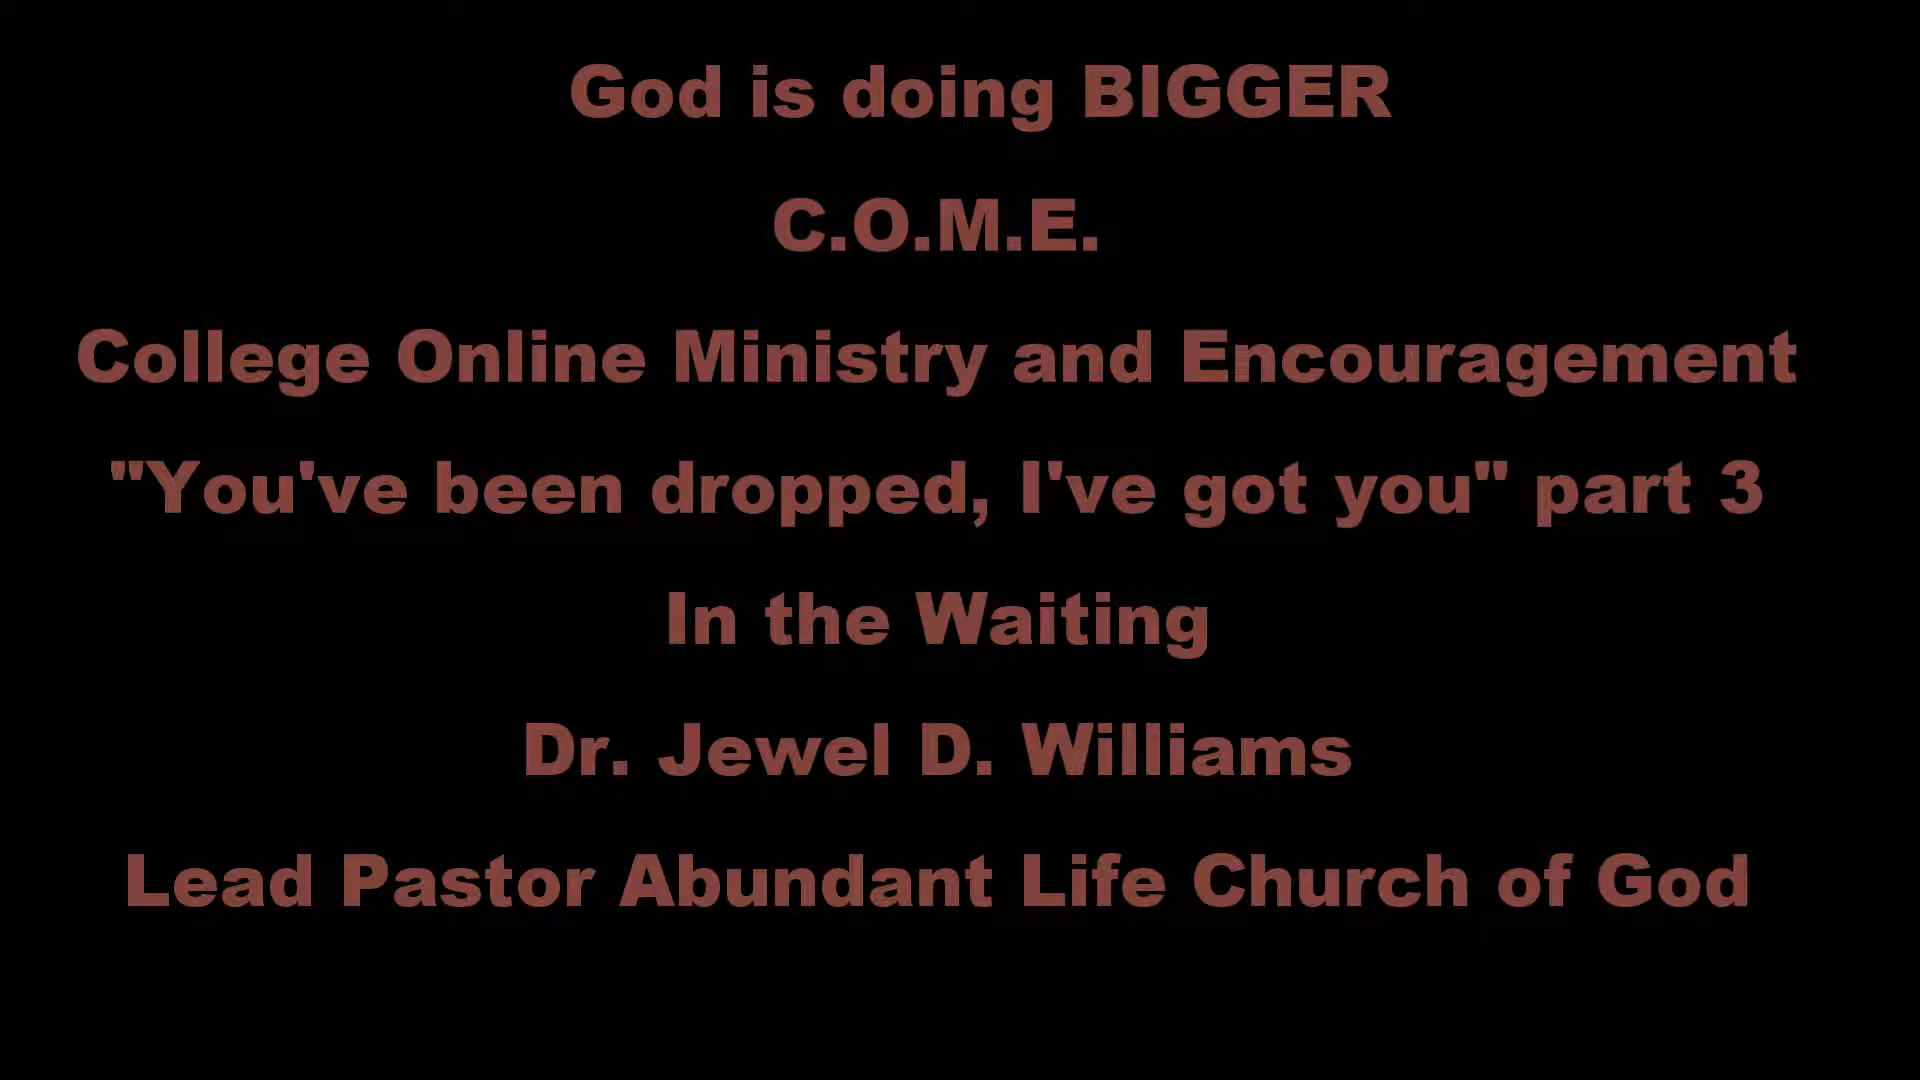 God is doing BIGGER
C.O.M.E.
College Online Ministry and Encouragement
"You've been dropped, I've got you" part 3
In the Waiting
Dr. Jewel D. Williams
Lead Pastor Abundant Life Church of God